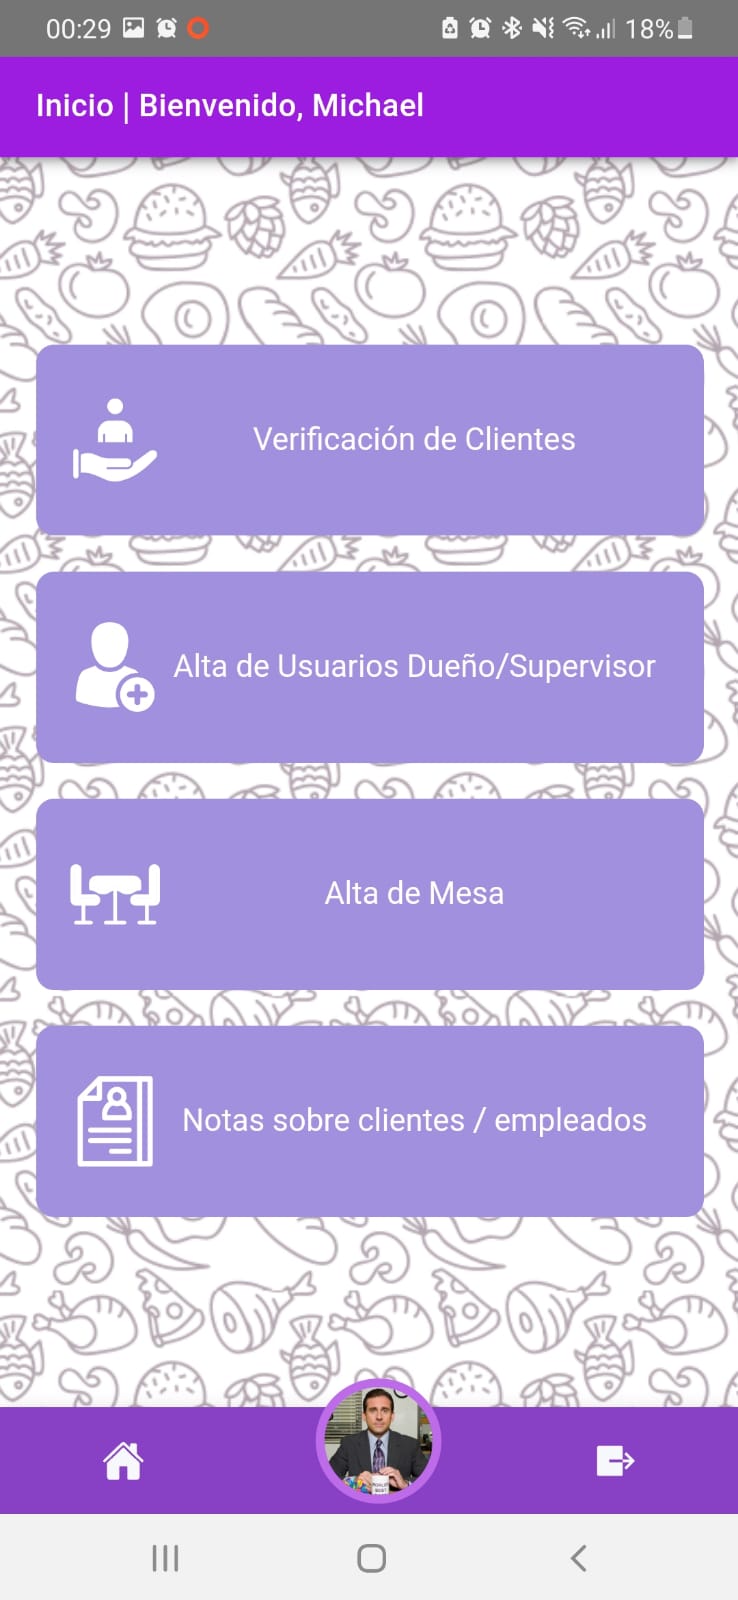 00:29 18%
Inicio | Bienvenido, Michael
Verificación de Clientes
Alta de Usuarios Dueño/Supervisor
Alta de Mesa
Notas sobre clientes / empleados